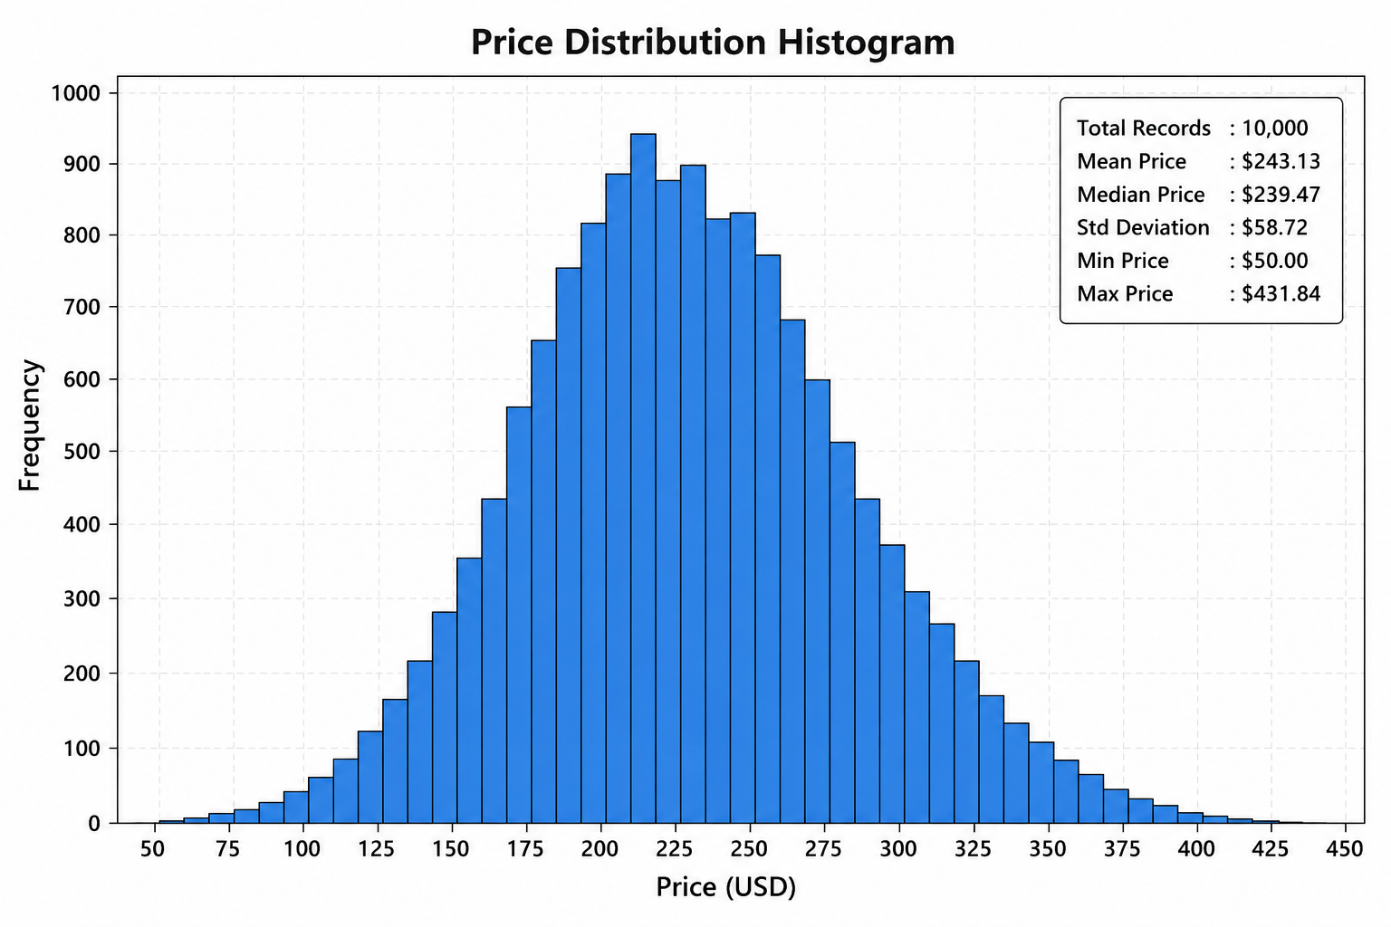 Price Distribution Histogram
Total Records : 10,000
Mean Price : $243.13
Median Price : $239.47
Std Deviation : $58.72
Min Price : $50.00
Max Price : $431.84
Frequency
1000
900
800
700
600
500
400
300
200
100
0
50 75 100 125 150 175 200 225 250 275 300 325 350 375 400 425 450
Price (USD)